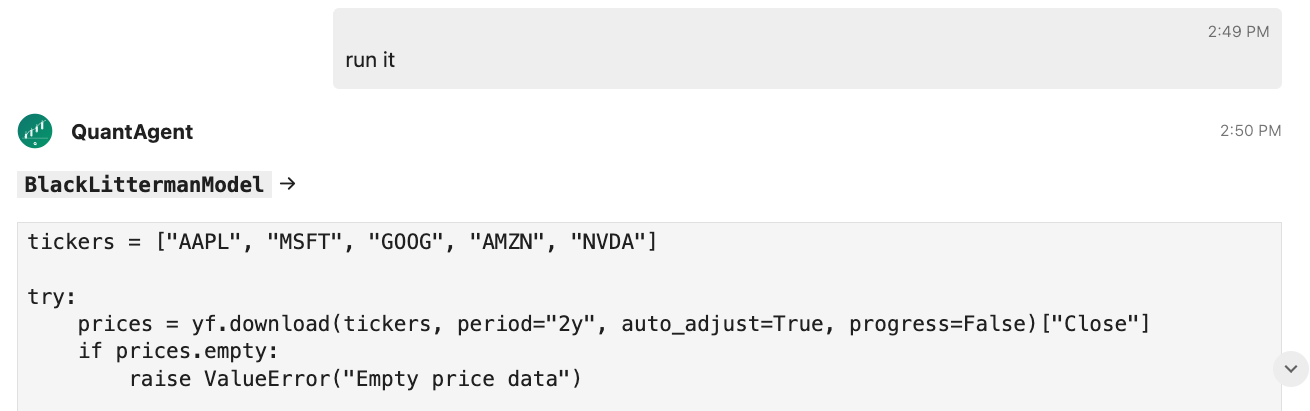 2:49 PM
run it
QuantAgent
2:50 PM
BlackLittermanModel →
tickers = ["AAPL", "MSFT", "GOOG", "AMZN", "NVDA"]
try:
    prices = yf.download(tickers, period="2y", auto_adjust=True, progress=False)["Close"]
    if prices.empty:
        raise ValueError("Empty price data")